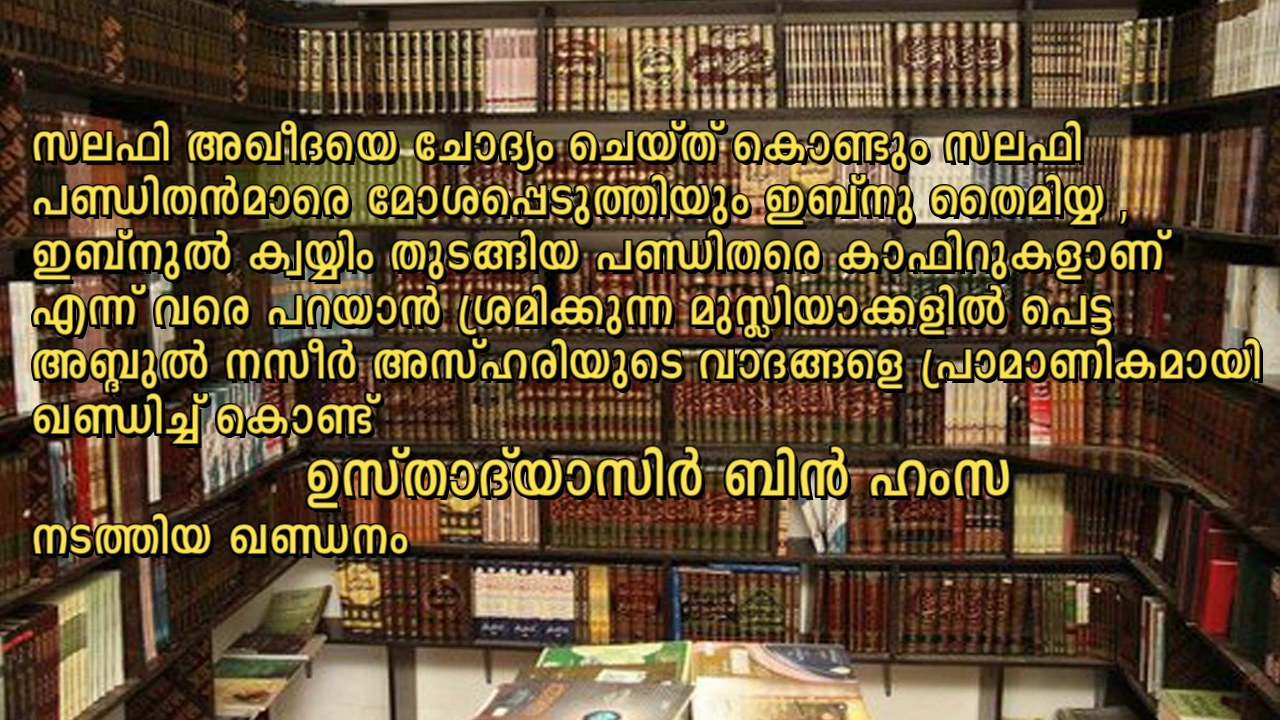 സലഫി അഖീദയെ ചോദ്യം ചെയ്ത് കൊണ്ടും സലഫി
പണ്ഡിതൻമാരെ മോശപ്പെടുത്തിയും ഇബ്നു തൈമിയ്യ ,
ഇബ്നുൽ ക്വയ്യിം തുടങ്ങിയ പണ്ഡിതരെ കാഫിറുകളാണ്
എന്ന് വരെ പറയാൻ ശ്രമിക്കുന്ന മുസ്ലിയാക്കളിൽ പെട്ട
അബ്ദുൽ നസീർ അസ്ഹരിയുടെ വാദങ്ങളെ പ്രാമാണികമായി
ഖണ്ഡിച്ച് കൊണ്ട്
ഉസ്താദ്യാസിർ ബിൻ ഹംസ
നടത്തിയ ഖണ്ഡനം